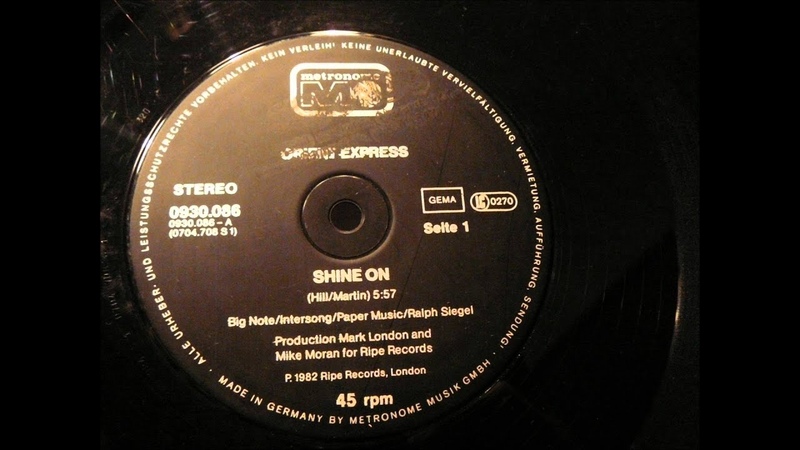 ALLE URHEBER- UND LEISTUNGSSCHUTZRECHTE VORBEHALTEN. KEIN VERLEIH! KEINE UNERLAUBTE VERVIELFÄLTIGUNG, VERMIETUNG, AUFFÜHRUNG, SENDUNG!
metronome
ORIENT EXPRESS
STEREO
0930.086
0930.086-A
(0704.708 S 1)
GEMA
LC 0270
Seite 1
SHINE ON
(Hill/Martin) 5:57
Big Note/Intersong/Paper Music/Ralph Siegel
Production Mark London and
Mike Moran for Ripe Records
P. 1982 Ripe Records, London
45 rpm
MADE IN GERMANY BY METRONOME MUSIK GMBH